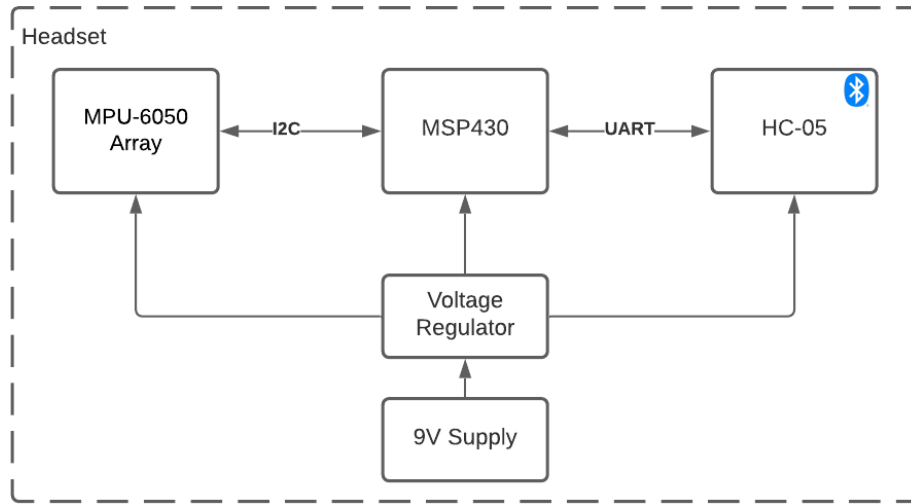 Headset
MPU-6050
Array
I2C
MSP430
UART
HC-05
Voltage
Regulator
9V Supply